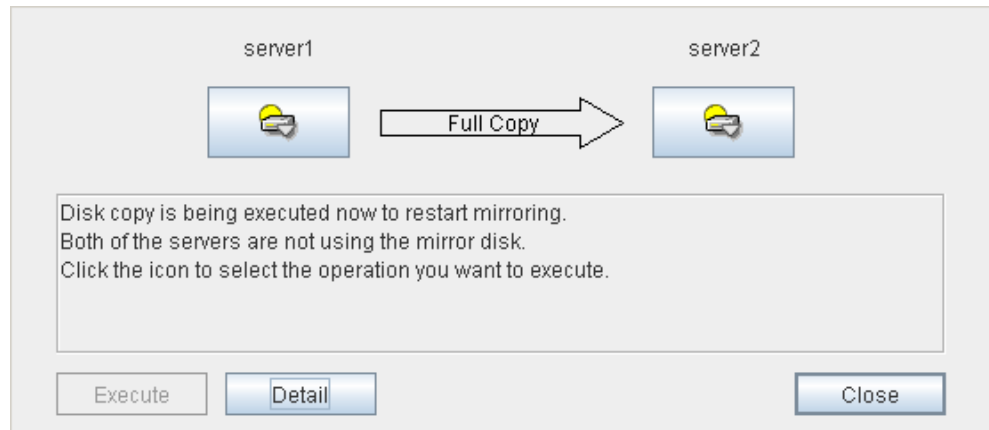 server1
server2
Full Copy
Disk copy is being executed now to restart mirroring.
Both of the servers are not using the mirror disk.
Click the icon to select the operation you want to execute.
Execute
Detail
Close